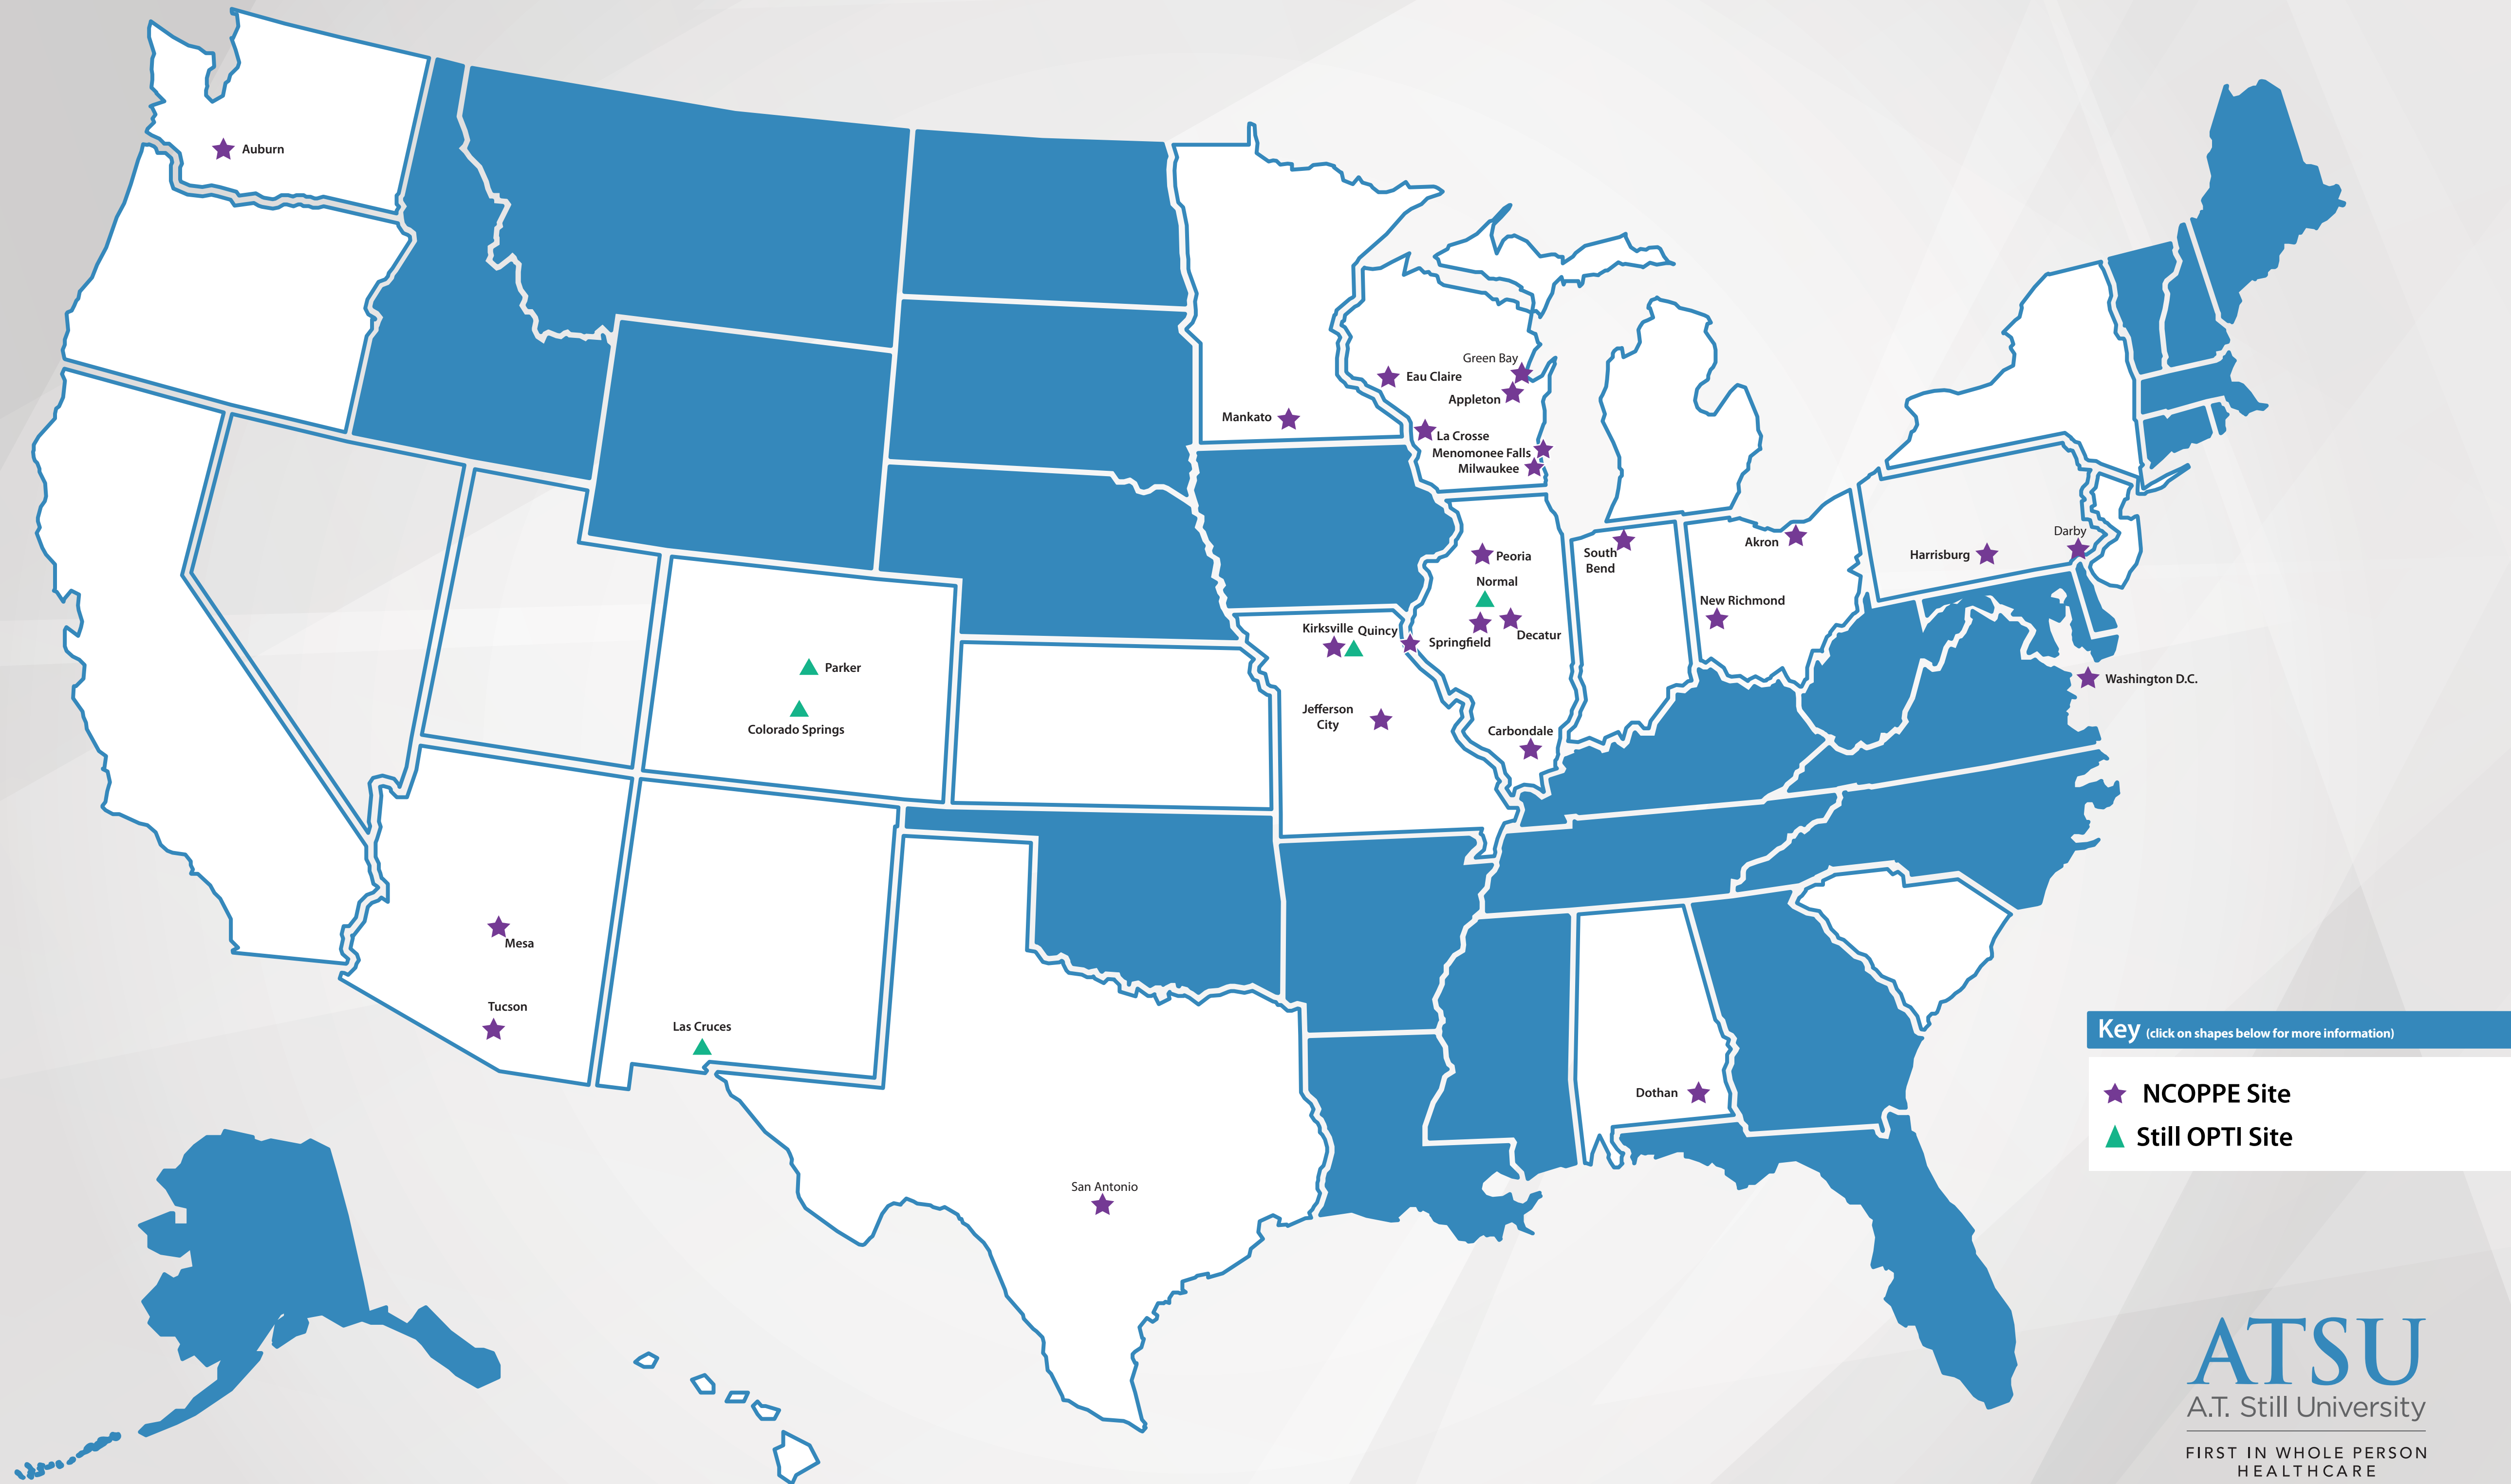 Auburn
Green Bay
Eau Claire
Appleton
Mankato
La Crosse
Menomonee Falls
Milwaukee
Darby
Akron
South
Bend
Harrisburg
Peoria
Normal
New Richmond
Kirksville
Quincy
Springfield
Decatur
Parker
Washington D.C.
Jefferson
City
Colorado Springs
Carbondale
Mesa
Tucson
Las Cruces
Dothan
San Antonio
Key (click on shapes below for more information)
NCOPPE Site
Still OPTI Site
ATSU
A.T. Still University
FIRST IN WHOLE PERSON
HEALTHCARE